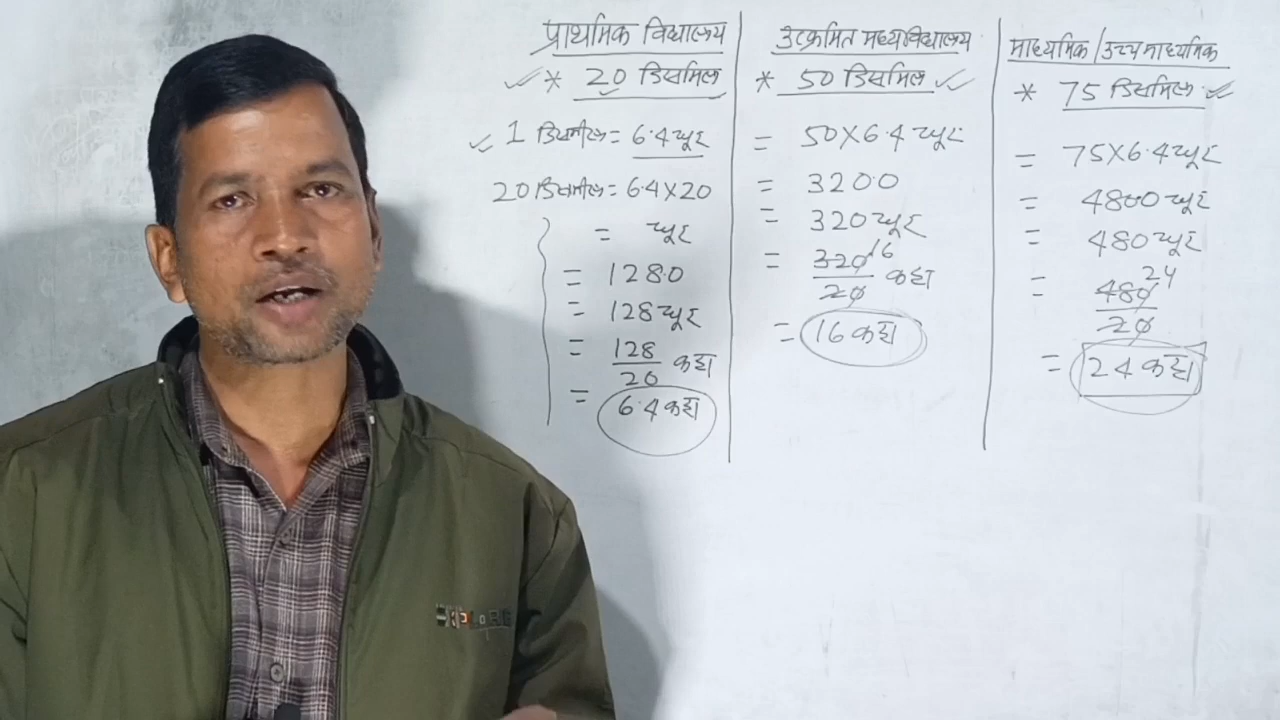 प्राथमिक विद्यालय
* 20 डिसमिल
1 डिसमील = 6.4 धूर
20 डिसमील = 6.4 X 20
= धूर
= 128.0
= 128 धूर
= 128/20 कट्ठा
= 6.4 कट्ठा
उत्क्रमित मध्य विद्यालय
* 50 डिसमिल
= 50 X 6.4 धूर
= 320.0
= 320 धूर
= 320/20 16 कट्ठा
= 16 कट्ठा
माध्यमिक / उच्च माध्यमिक
* 75 डिसमिल
= 75 X 6.4 धूर
= 480.0 धूर
= 480 धूर
= 480/20 24
= 24 कट्ठा